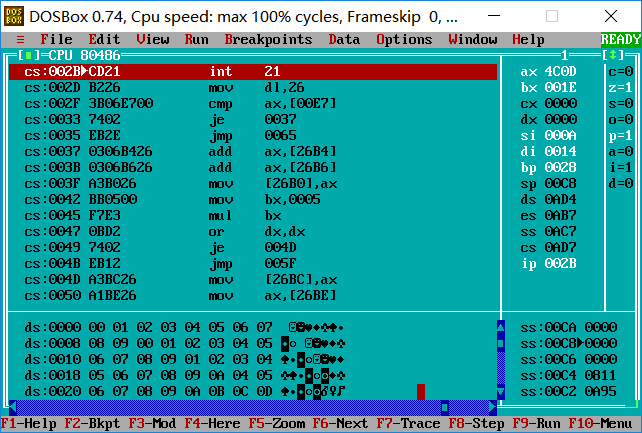 DOSBox 0.74, Cpu speed: max 100% cycles, Frameskip  0, ...
≡  File  Edit  View  Run  Breakpoints  Data  Options  Window  Help  READY
[■] CPU 80486 1 [↕]
cs:002B▶CD21 int 21 ax 4C0D c=0
cs:002D B226 mov dl,26 bx 001E z=1
cs:002F 3B06E700 cmp ax,[00E7] cx 0000 s=0
cs:0033 7402 je 0037 dx 0000 o=0
cs:0035 EB2E jmp 0065 si 000A p=1
cs:0037 0306B426 add ax,[26B4] di 0014 a=0
cs:003B 0306B626 add ax,[26B6] bp 0028 i=1
cs:003F A3B026 mov [26B0],ax sp 00C8 d=0
cs:0042 BB0500 mov bx,0005 ds 0AD4
cs:0045 F7E3 mul bx es 0AB7
cs:0047 0BD2 or dx,dx ss 0AC7
cs:0049 7402 je 004D cs 0AD7
cs:004B EB12 jmp 005F ip 002B
cs:004D A3BC26 mov [26BC],ax
cs:0050 A1BE26 mov ax,[26BE]
ds:0000 00 01 02 03 04 05 06 07 ☺☻♥♦♣♠• ss:00CA 0000
ds:0008 08 09 00 01 02 03 04 05 ◘○ ☺☻♥♦♣ ss:00C8▶0000
ds:0010 06 07 08 09 01 02 03 04 ♠•◘○☺☻♥♦ ss:00C6 0000
ds:0018 05 06 07 08 09 0A 04 05 ♣♠•◘○◙♦♣ ss:00C4 0811
ds:0020 06 07 08 09 0A 0B 0C 0D ♠•◘○◙♂♀♪ ss:00C2 0A95
F1-Help F2-Bkpt F3-Mod F4-Here F5-Zoom F6-Next F7-Trace F8-Step F9-Run F10-Menu